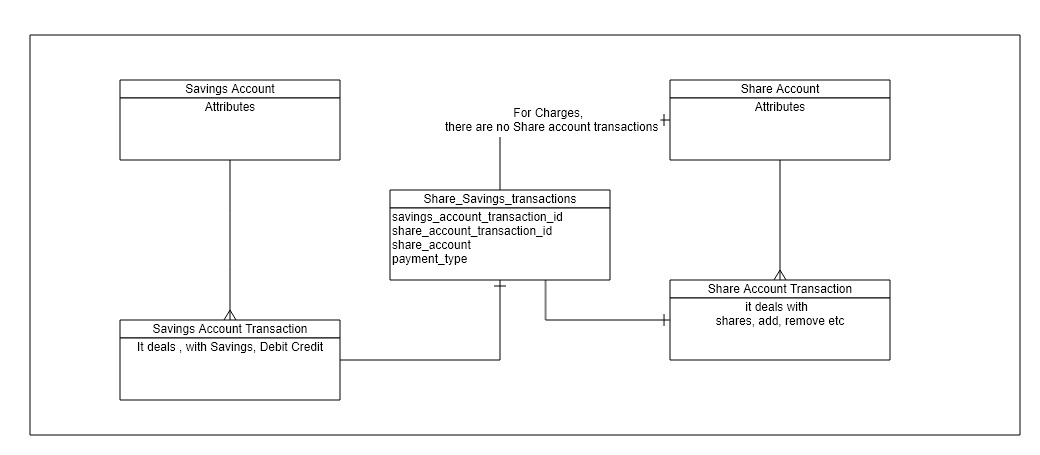 Savings Account
Attributes
Share Account
Attributes
For Charges,
there are no Share account transactions
Share_Savings_transactions
savings_account_transaction_id
share_account_transaction_id
share_account
payment_type
Savings Account Transaction
It deals , with Savings, Debit Credit
Share Account Transaction
it deals with
shares, add, remove etc